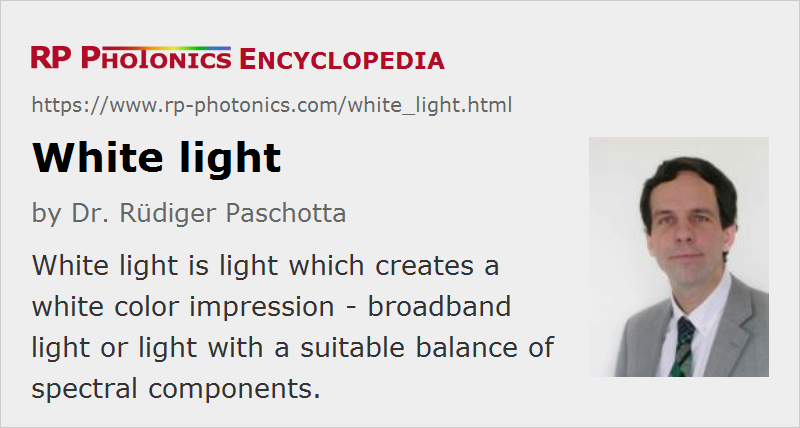 RP PHOTONICS ENCYCLOPEDIA
https://www.rp-photonics.com/white_light.html
White light
by Dr. Rüdiger Paschotta
White light is light which creates a
white color impression - broadband
light or light with a suitable balance of
spectral components.